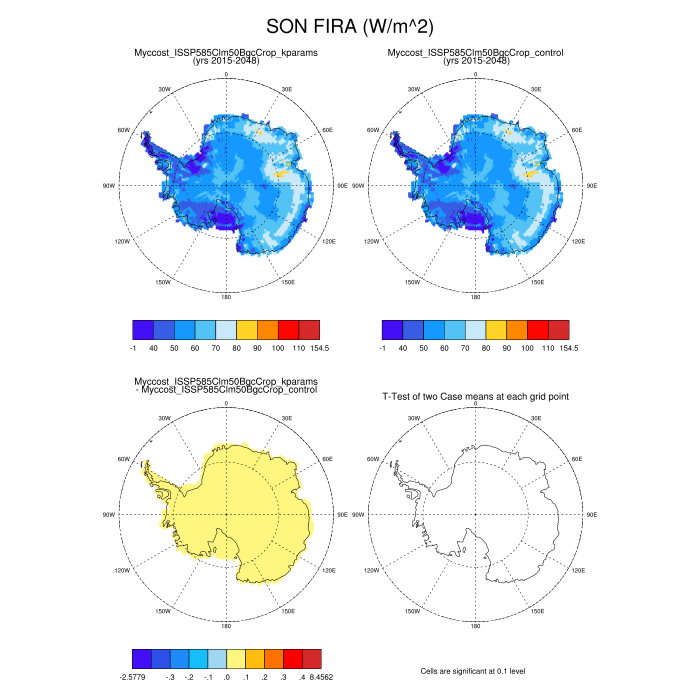 SON FIRA (W/m^2)
Myccost_ISSP585Clm50BgcCrop_kparams
(yrs 2015-2048)
0
30W
30E
60W
60E
90W
90E
120W
120E
150W
150E
180
-1 40 50 60 70 80 90 100 110 154.5
Myccost_ISSP585Clm50BgcCrop_control
(yrs 2015-2048)
0
30W
30E
60W
60E
90W
90E
120W
120E
150W
150E
180
-1 40 50 60 70 80 90 100 110 154.5
Myccost_ISSP585Clm50BgcCrop_kparams
- Myccost_ISSP585Clm50BgcCrop_control
0
30W
30E
60W
60E
90W
90E
120W
120E
150W
150E
180
-2.5779 -.3 -.2 -.1 .0 .1 .2 .3 .4 8.4562
T-Test of two Case means at each grid point
0
30W
30E
60W
60E
90W
90E
120W
120E
150W
150E
180
Cells are significant at 0.1 level